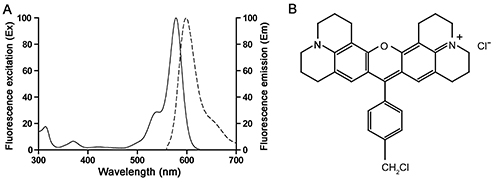 A
Fluorescence excitation (Ex)
100
80
60
40
20
0
300 400 500 600 700
Wavelength (nm)
100
80
60
40
20
0
Fluorescence emission (Em)
B
N O N+ Cl-
CH2Cl